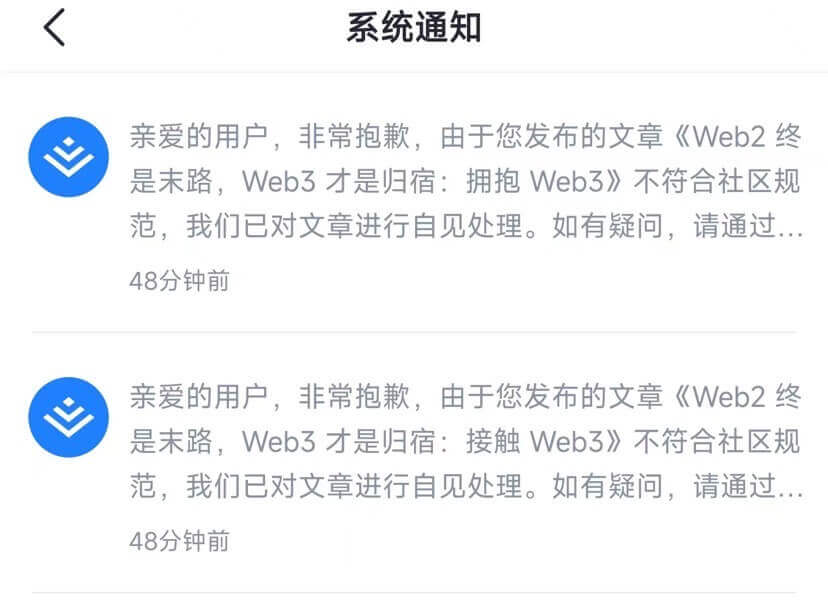 系统通知
亲爱的用户，非常抱歉，由于您发布的文章《Web2 终
是末路，Web3 才是归宿：拥抱 Web3》不符合社区规
范，我们已对文章进行自见处理。如有疑问，请通过...
48分钟前
亲爱的用户，非常抱歉，由于您发布的文章《Web2 终
是末路，Web3 才是归宿：接触 Web3》不符合社区规
范，我们已对文章进行自见处理。如有疑问，请通过...
48分钟前